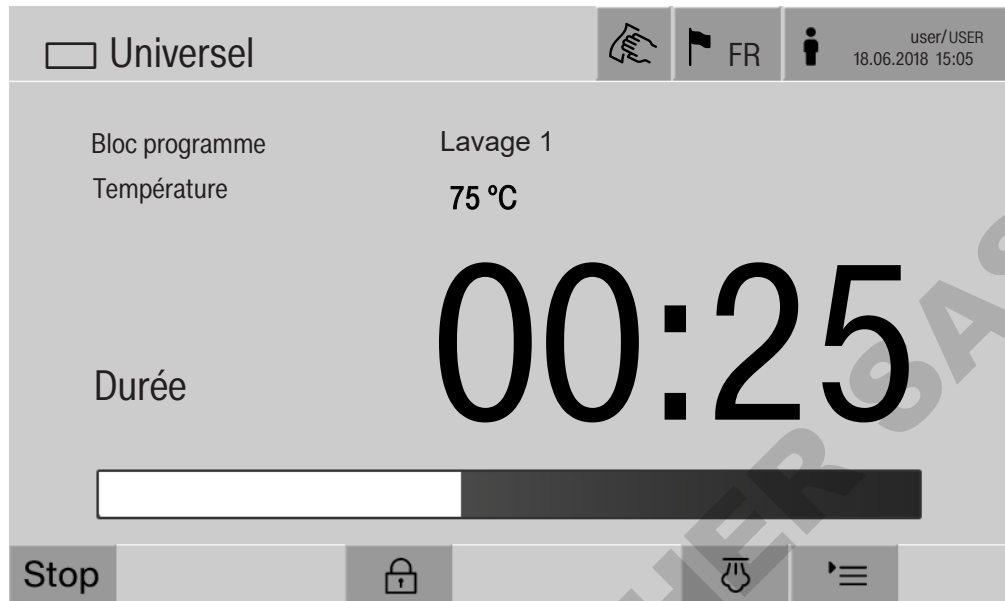 Universel
FR
user/USER
18.06.2018 15:05
Bloc programme Lavage 1
Température 75 °C
Durée 00:25
Stop